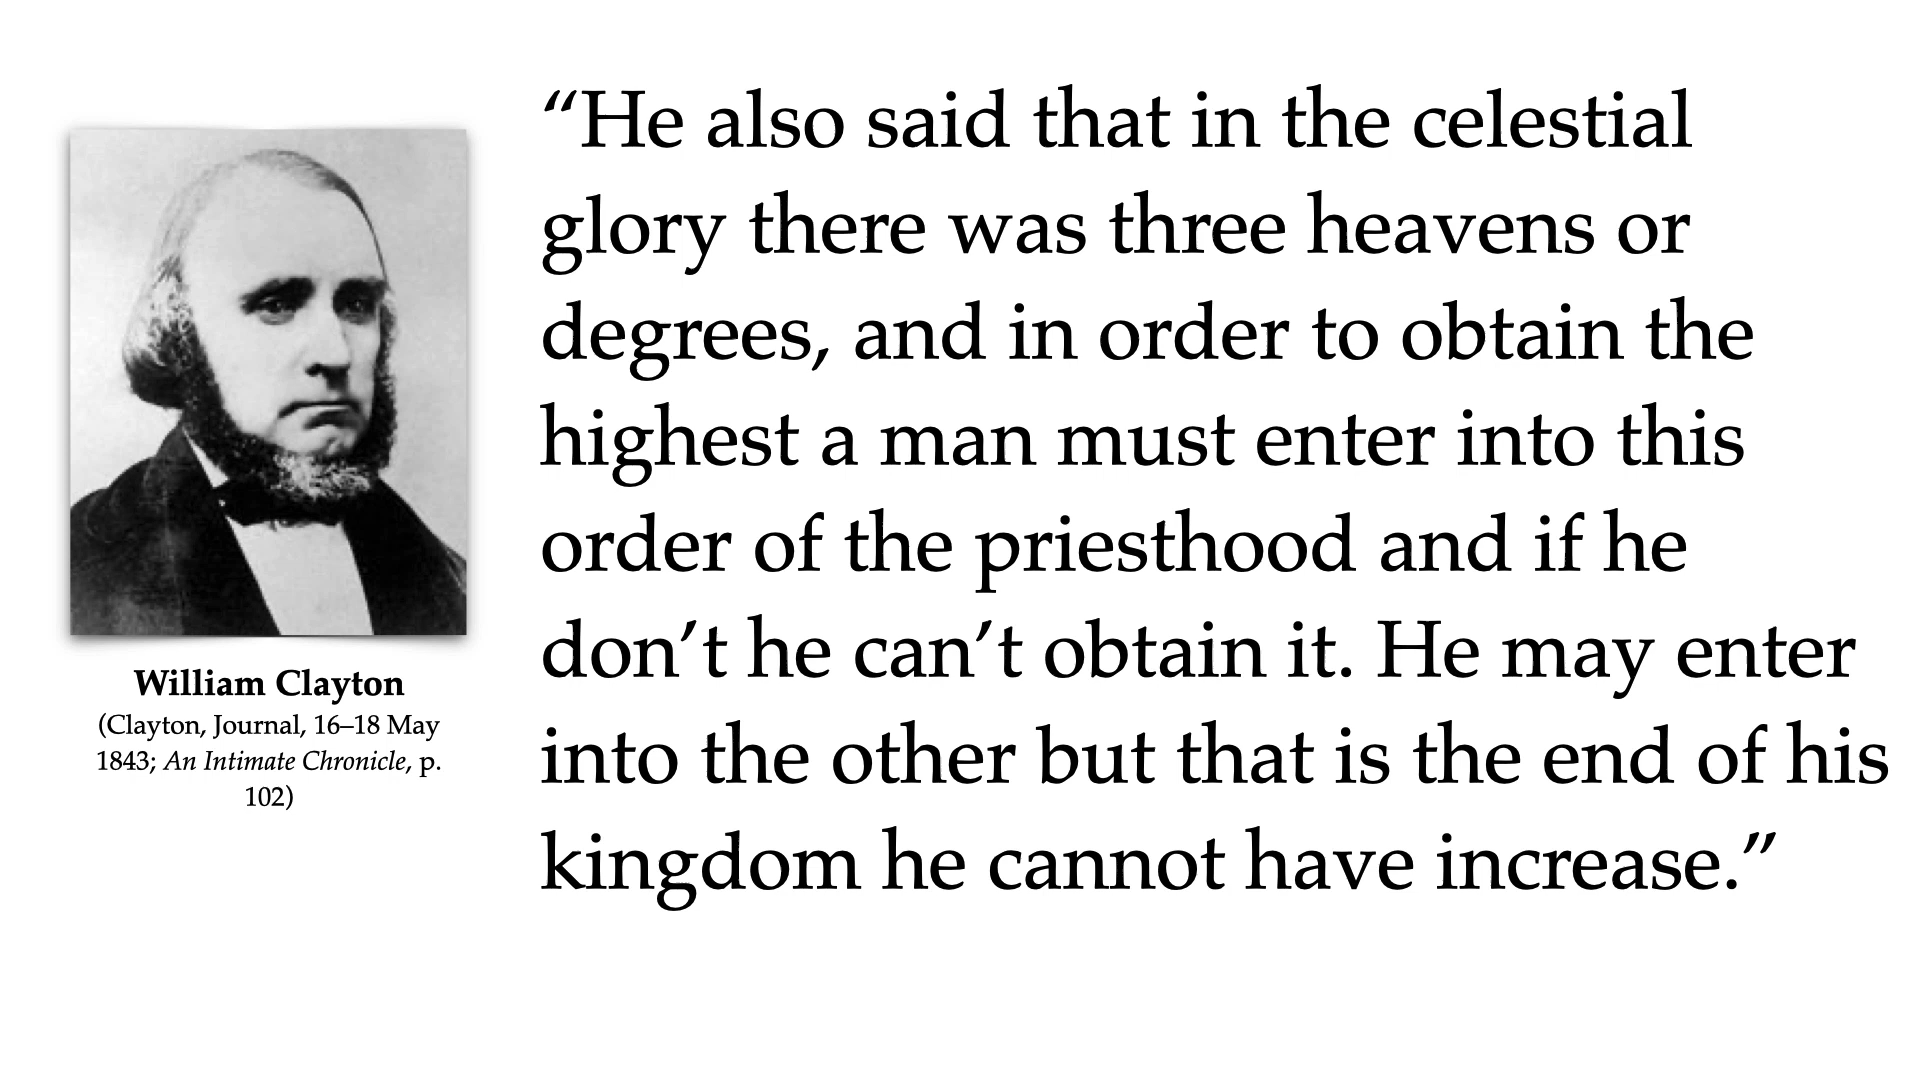 “He also said that in the celestial
glory there was three heavens or
degrees, and in order to obtain the
highest a man must enter into this
order of the priesthood and if he
don’t he can’t obtain it. He may enter
into the other but that is the end of his
kingdom he cannot have increase.”
William Clayton
(Clayton, Journal, 16–18 May
1843; An Intimate Chronicle, p.
102)